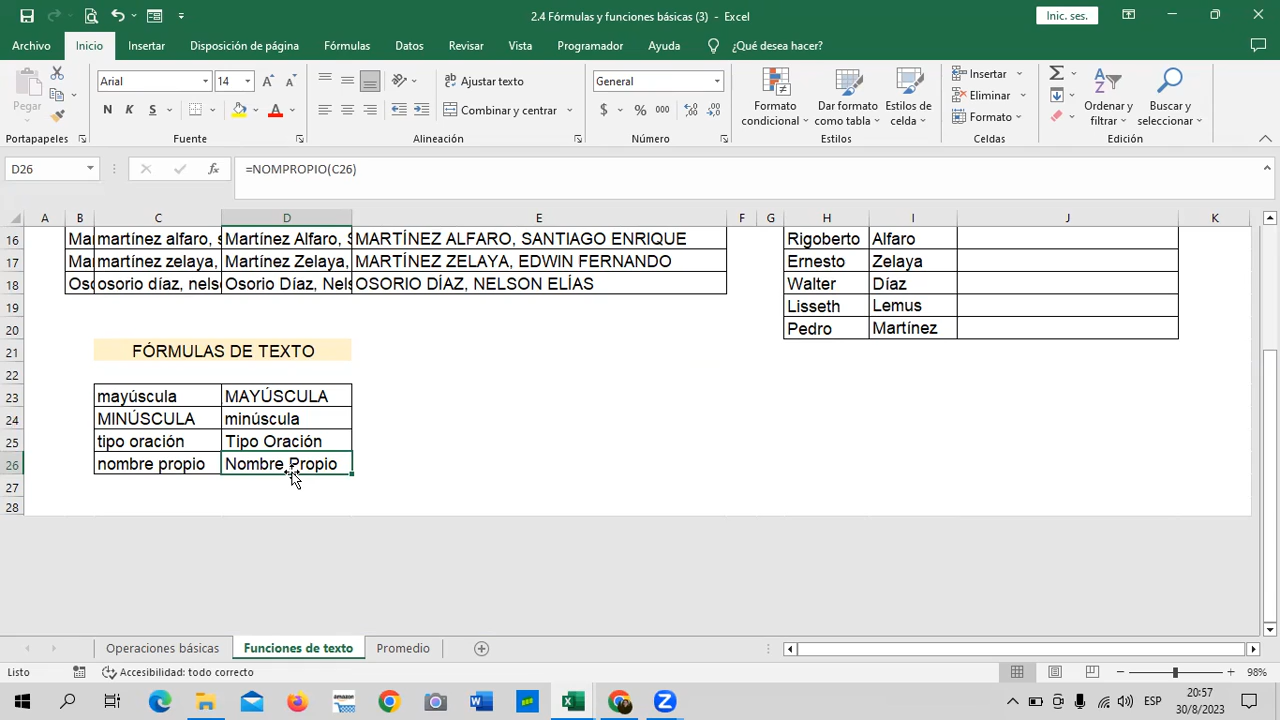 2.4 Fórmulas y funciones básicas (3) - Excel
Inic. ses.
Archivo Inicio Insertar Disposición de página Fórmulas Datos Revisar Vista Programador Ayuda ¿Qué desea hacer?
Pegar
Arial 14
N K S
Ajustar texto
Combinar y centrar
General
$ % 000
Formato condicional
Dar formato como tabla
Estilos de celda
Insertar
Eliminar
Formato
Ordenar y filtrar
Buscar y seleccionar
Portapapeles Fuente Alineación Número Estilos Celdas Edición
D26 fx =NOMPROPIO(C26)
A B C D E F G H I J K
16 Mar martínez alfaro, s Martínez Alfaro, S MARTÍNEZ ALFARO, SANTIAGO ENRIQUE Rigoberto Alfaro
17 Mar martínez zelaya, Martínez Zelaya, MARTÍNEZ ZELAYA, EDWIN FERNANDO Ernesto Zelaya
18 Oso osorio díaz, nels Osorio Díaz, Nels OSORIO DÍAZ, NELSON ELÍAS Walter Díaz
19 Lisseth Lemus
20 Pedro Martínez
21 FÓRMULAS DE TEXTO
22
23 mayúscula MAYÚSCULA
24 MINÚSCULA minúscula
25 tipo oración Tipo Oración
26 nombre propio Nombre Propio
27
28
Operaciones básicas Funciones de texto Promedio
Listo Accesibilidad: todo correcto 98%
ESP 20:57
30/8/2023